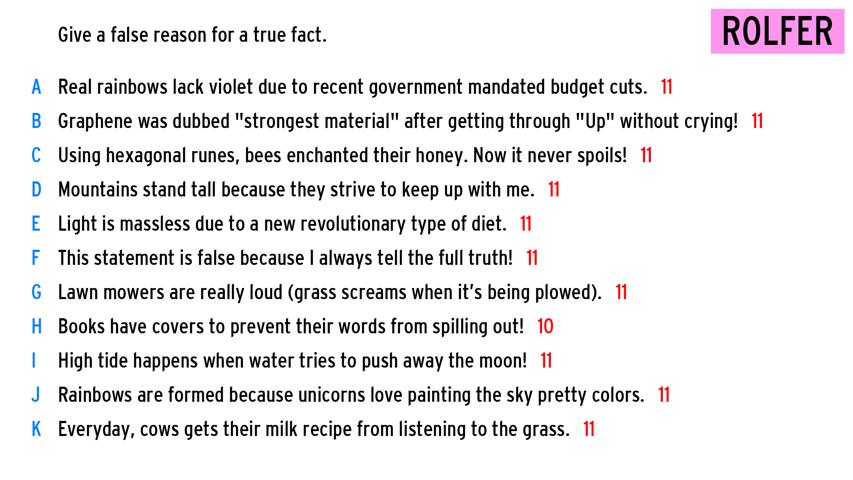 Give a false reason for a true fact.
ROLFER
A Real rainbows lack violet due to recent government mandated budget cuts. 11
B Graphene was dubbed "strongest material" after getting through "Up" without crying! 11
C Using hexagonal runes, bees enchanted their honey. Now it never spoils! 11
D Mountains stand tall because they strive to keep up with me. 11
E Light is massless due to a new revolutionary type of diet. 11
F This statement is false because I always tell the full truth! 11
G Lawn mowers are really loud (grass screams when it's being plowed). 11
H Books have covers to prevent their words from spilling out! 10
I High tide happens when water tries to push away the moon! 11
J Rainbows are formed because unicorns love painting the sky pretty colors. 11
K Everyday, cows gets their milk recipe from listening to the grass. 11